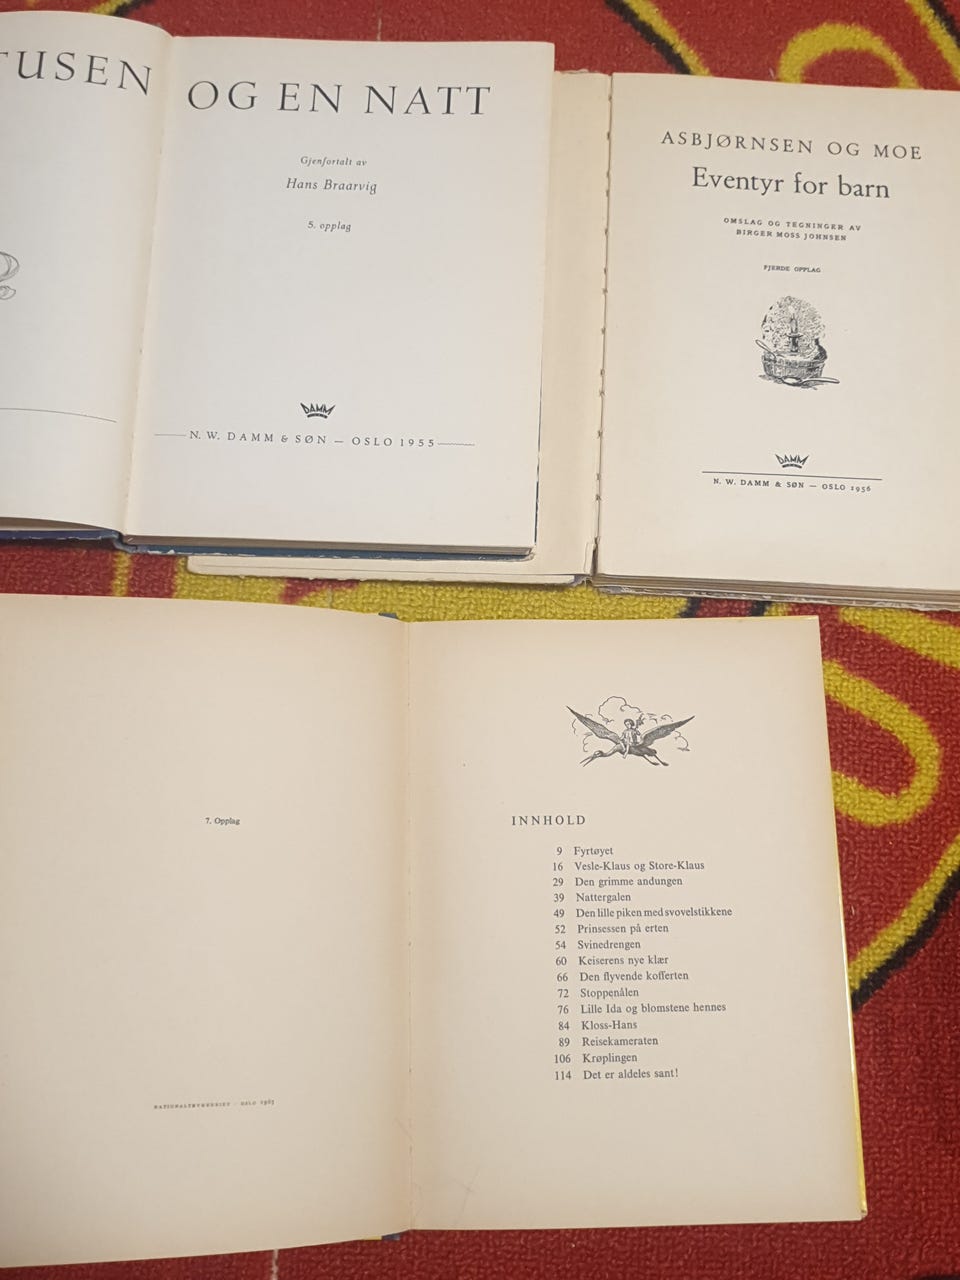 TUSEN OG EN NATT
Gjenfortalt av
Hans Braarvig
5. opplag
DAMM
N. W. DAMM & SØN — OSLO 1955
ASBJØRNSEN OG MOE
Eventyr for barn
OMSLAG OG TEGNINGER AV
BIRGER MOSS JOHNSEN
FJERDE OPPLAG
DAMM
N. W. DAMM & SØN — OSLO 1956
7. Opplag
NATIONALTRYKKERIET · OSLO 1963
INNHOLD
9 Fyrtøyet
16 Vesle-Klaus og Store-Klaus
29 Den grimme andungen
39 Nattergalen
49 Den lille piken med svovelstikkene
52 Prinsessen på erten
54 Svinedrengen
60 Keiserens nye klær
66 Den flyvende kofferten
72 Stoppenålen
76 Lille Ida og blomstene hennes
84 Kloss-Hans
89 Reisekameraten
106 Krøplingen
114 Det er aldeles sant!